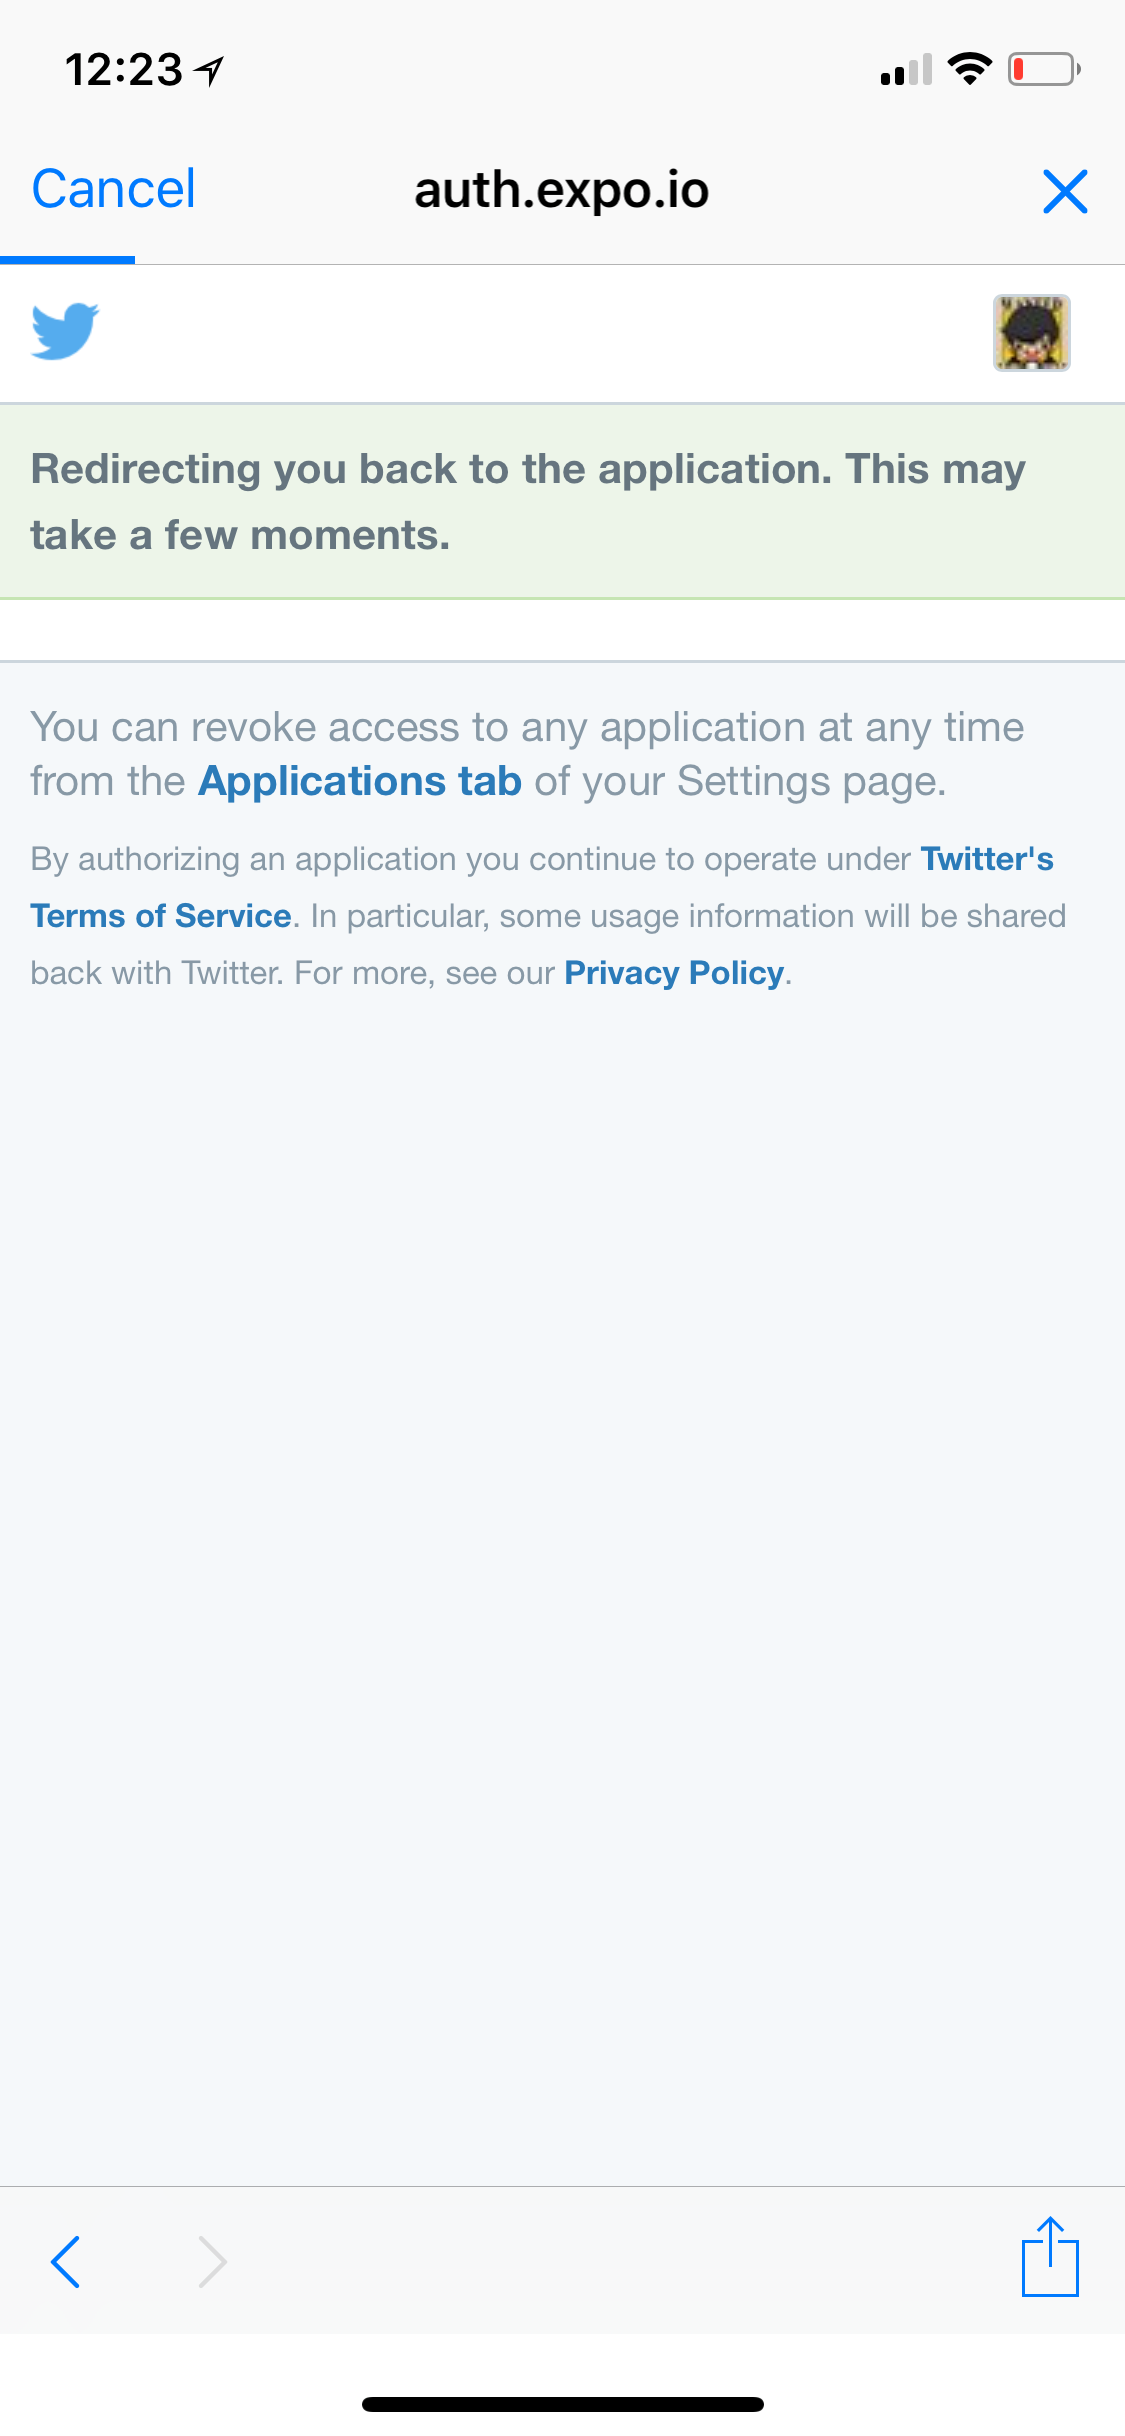 12:23
Cancel
auth.expo.io
WANTED
Redirecting you back to the application. This may
take a few moments.
You can revoke access to any application at any time
from the Applications tab of your Settings page.
By authorizing an application you continue to operate under Twitter's
Terms of Service. In particular, some usage information will be shared
back with Twitter. For more, see our Privacy Policy.